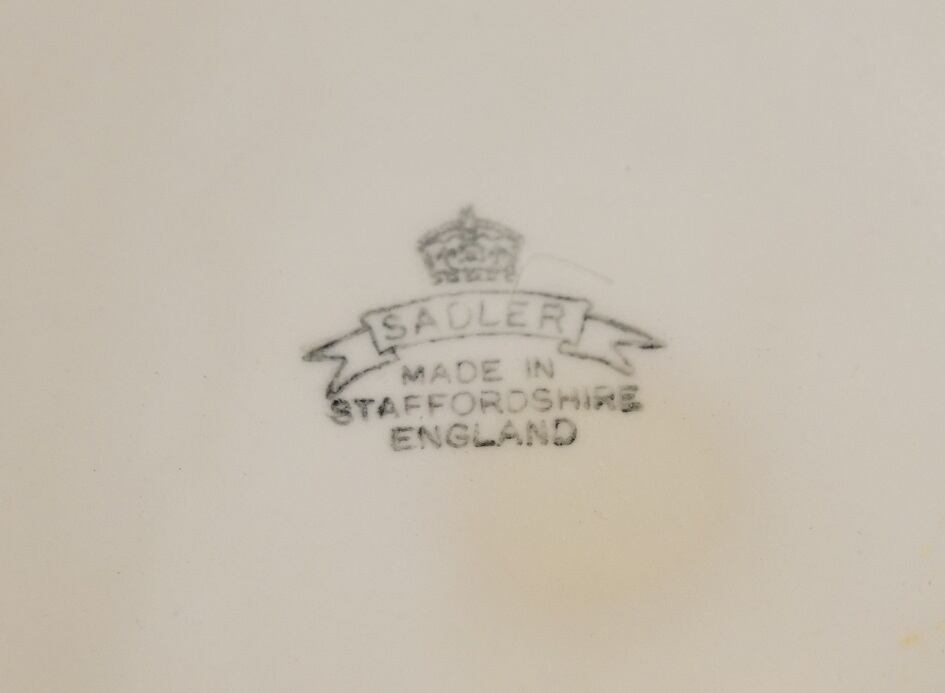 SADLER
MADE IN
STAFFORDSHIRE
ENGLAND